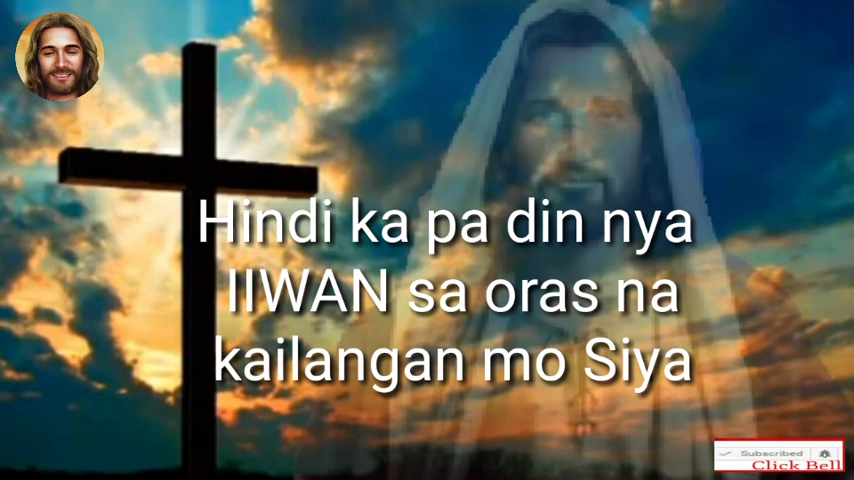 Hindi ka pa din nya
IIWAN sa oras na
kailangan mo Siya
Subscribed
Click Bell